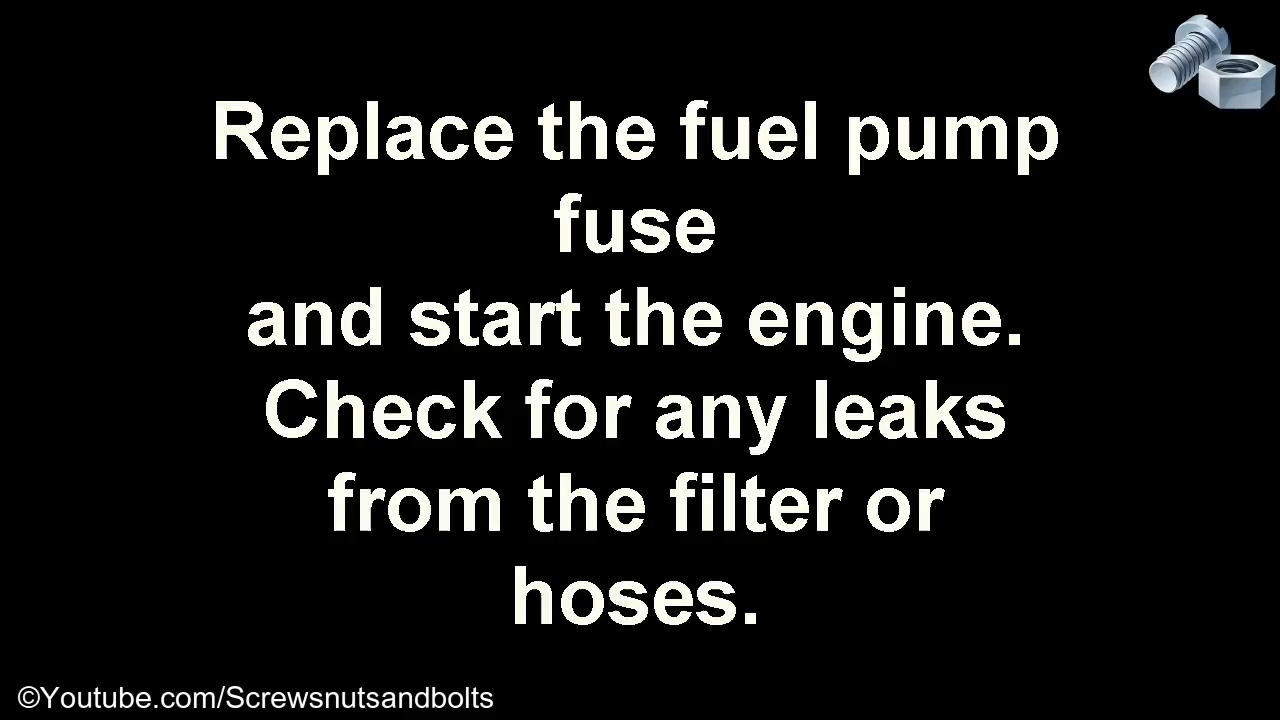 Replace the fuel pump
fuse
and start the engine.
Check for any leaks
from the filter or
hoses.
©Youtube.com/Screwsnutsandbolts